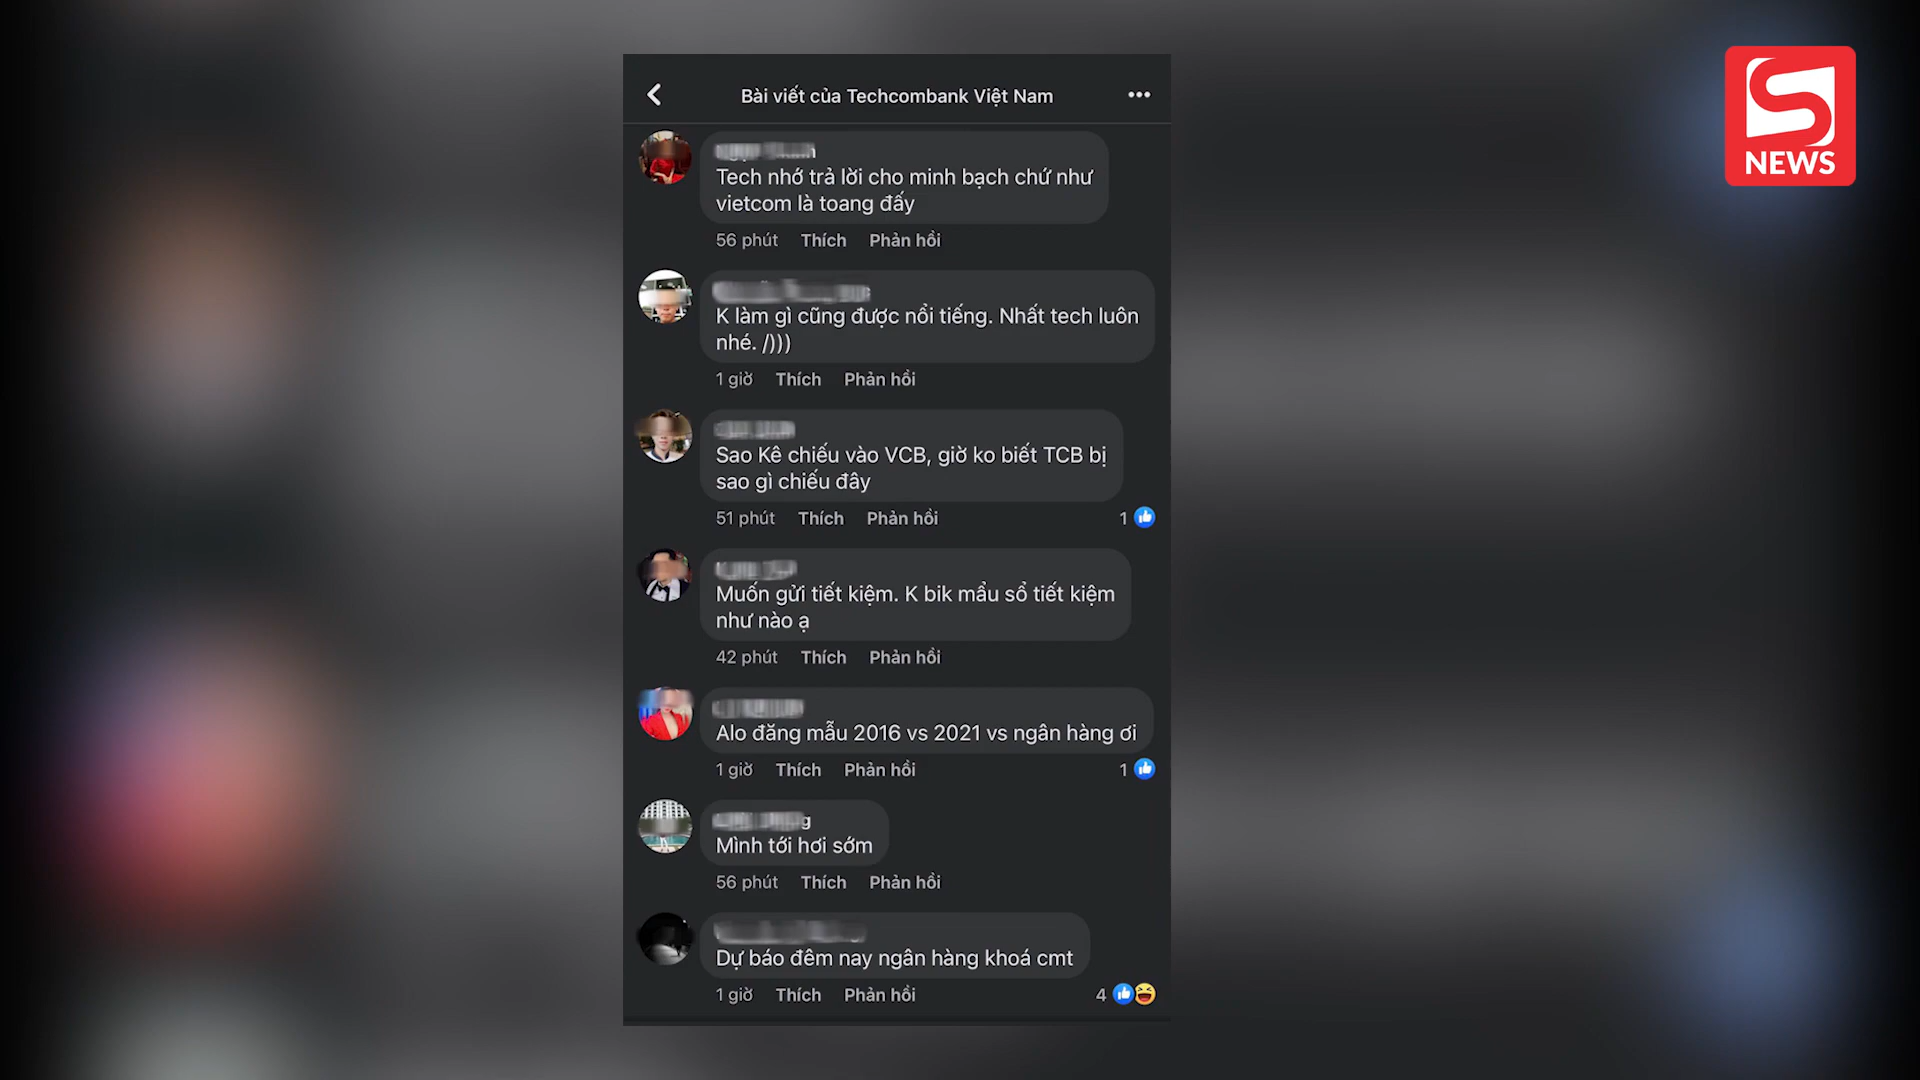 Bài viết của Techcombank Việt Nam
S
NEWS
Tech nhớ trả lời cho minh bạch chứ như
vietcom là toang đấy
56 phút Thích Phản hồi
K làm gì cũng được nổi tiếng. Nhất tech luôn
nhé. /)))
1 giờ Thích Phản hồi
Sao Kê chiếu vào VCB, giờ ko biết TCB bị
sao gì chiếu đây
51 phút Thích Phản hồi 1
Muốn gửi tiết kiệm. K bik mẩu sổ tiết kiệm
như nào ạ
42 phút Thích Phản hồi
Alo đăng mẫu 2016 vs 2021 vs ngân hàng ơi
1 giờ Thích Phản hồi 1
Mình tới hơi sớm
56 phút Thích Phản hồi
Dự báo đêm nay ngân hàng khoá cmt
1 giờ Thích Phản hồi 4